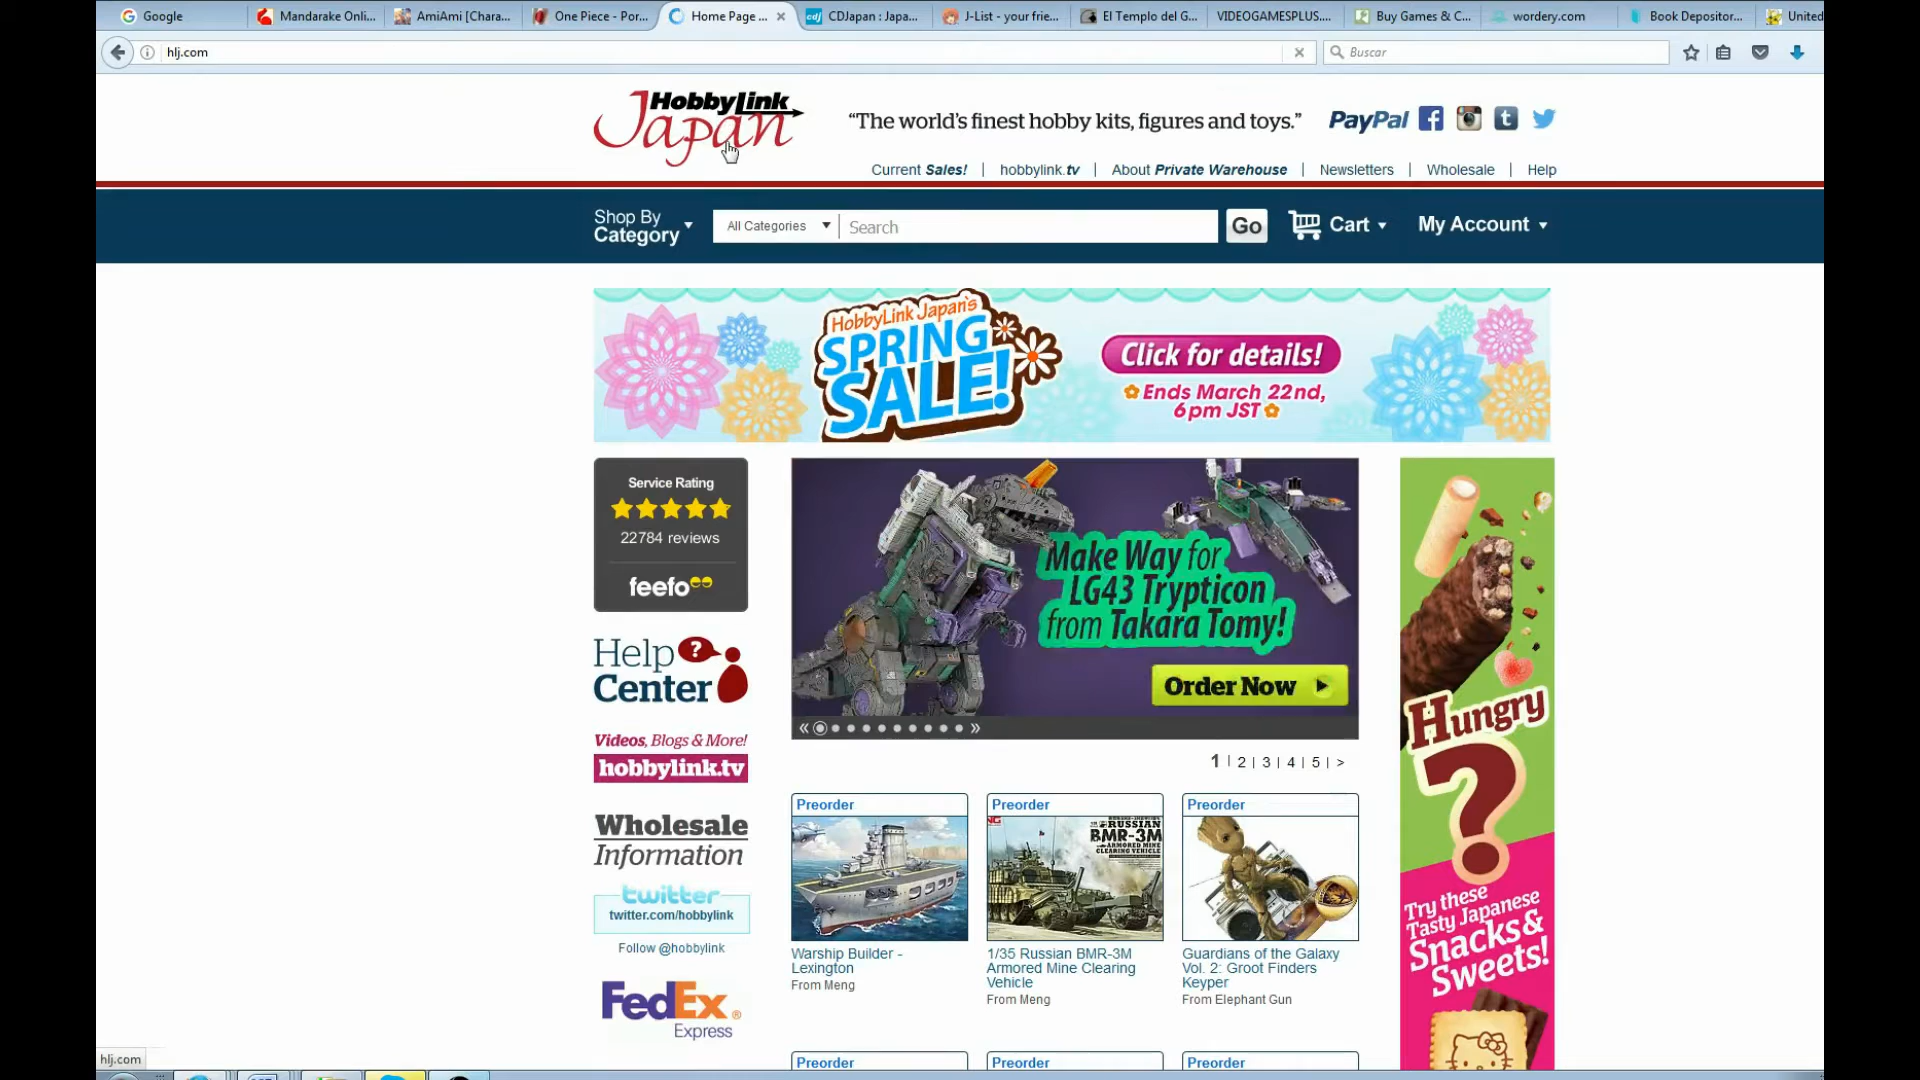 Google
Mandarake Onli...
AmiAmi [Chara...
One Piece - Por...
Home Page ...
CDJapan : Japa...
J-List - your frie...
El Templo del G...
VIDEOGAMESPLUS....
Buy Games & C...
wordery.com
Book Depositor...
United
hlj.com
Buscar
HobbyLink
Japan
“The world’s finest hobby kits, figures and toys.”
PayPal
Current Sales! | hobbylink.tv | About Private Warehouse | Newsletters | Wholesale | Help
Shop By
Category
All Categories
Search
Go
Cart
My Account
HobbyLink Japan's
SPRING
SALE!
Click for details!
Ends March 22nd,
6pm JST
Service Rating
22784 reviews
feefo
Help
Center
?
Videos, Blogs & More!
hobbylink.tv
Wholesale
Information
twitter
twitter.com/hobbylink
Follow @hobbylink
FedEx
Express
Make Way for
LG43 Trypticon
from Takara Tomy!
Order Now
« »
1 | 2 | 3 | 4 | 5 | >
Preorder
RUSSIAN
BMR-3M
ARMORED MINE
CLEARING VEHICLE
Warship Builder -
Lexington
From Meng
Preorder
1/35 Russian BMR-3M
Armored Mine Clearing
Vehicle
From Meng
Preorder
Guardians of the Galaxy
Vol. 2: Groot Finders
Keyper
From Elephant Gun
Preorder
Preorder
Preorder
Hungry
?
Try these
Tasty Japanese
Snacks &
Sweets!
hlj.com